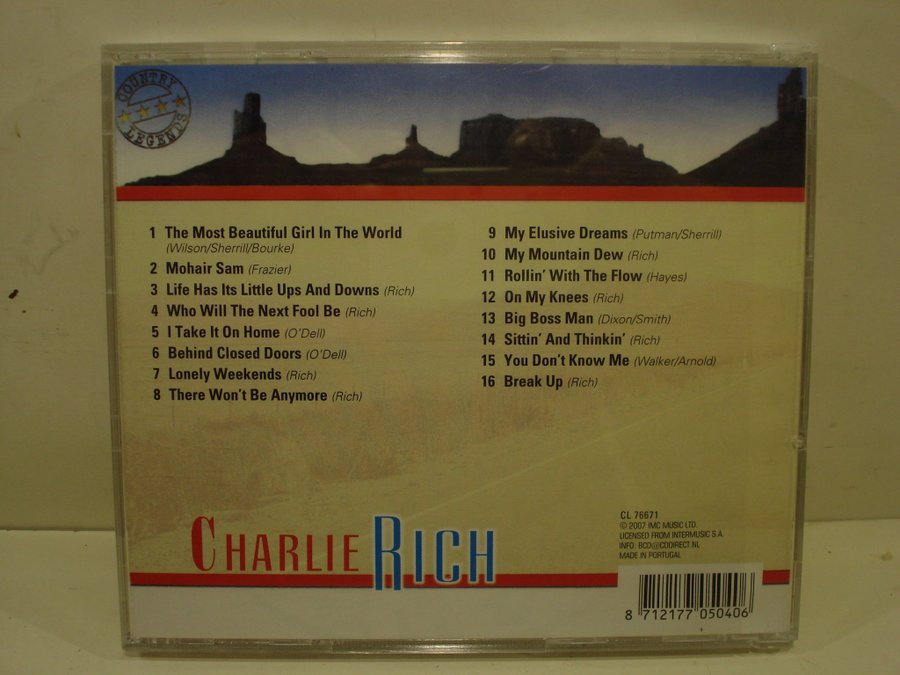 COUNTRY
LEGENDS
1 The Most Beautiful Girl In The World
(Wilson/Sherrill/Bourke)
2 Mohair Sam (Frazier)
3 Life Has Its Little Ups And Downs (Rich)
4 Who Will The Next Fool Be (Rich)
5 I Take It On Home (O'Dell)
6 Behind Closed Doors (O'Dell)
7 Lonely Weekends (Rich)
8 There Won't Be Anymore (Rich)
9 My Elusive Dreams (Putman/Sherrill)
10 My Mountain Dew (Rich)
11 Rollin' With The Flow (Hayes)
12 On My Knees (Rich)
13 Big Boss Man (Dixon/Smith)
14 Sittin' And Thinkin' (Rich)
15 You Don't Know Me (Walker/Arnold)
16 Break Up (Rich)
CHARLIE RICH
CL 76671
© 2007 IMC MUSIC LTD.
LICENSED FROM INTERMUSIC S.A.
INFO: BCD@CDDIRECT.NL
MADE IN PORTUGAL
8 712177 050406